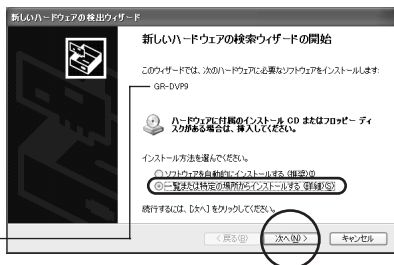 新しいハードウェアの検出ウィザード
新しいハードウェアの検索ウィザードの開始
このウィザードでは、次のハードウェアに必要なソフトウェアをインストールします:
GR-DVP9
ハードウェアに付属のインストール CD またはフロッピー ディ
スクがある場合は、挿入してください。
インストール方法を選んでください。
ソフトウェアを自動的にインストールする (推奨)(I)
一覧または特定の場所からインストールする (詳細)(S)
続行するには、[次へ] をクリックしてください。
< 戻る(B)
次へ(N) >
キャンセル